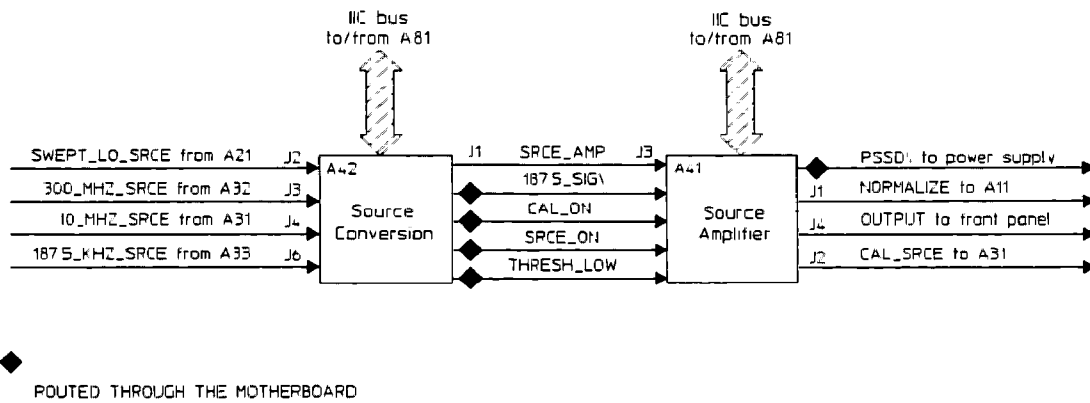 IIC bus
to/from A81
IIC bus
to/from A81
SWEPT_LO_SRCE from A21 J2
300_MHZ_SRCE from A32 J3
10_MHZ_SRCE from A31 J4
187.5_KHZ_SRCE from A33 J6
A42
Source
Conversion
J1 SRCE_AMP J3
187.5_SIG\
CAL_ON
SRCE_ON
THRESH_LOW
A41
Source
Amplifier
PSSD\ to power supply
J1 NORMALIZE to A11
J4 OUTPUT to front panel
J2 CAL_SRCE to A31
ROUTED THROUGH THE MOTHERBOARD